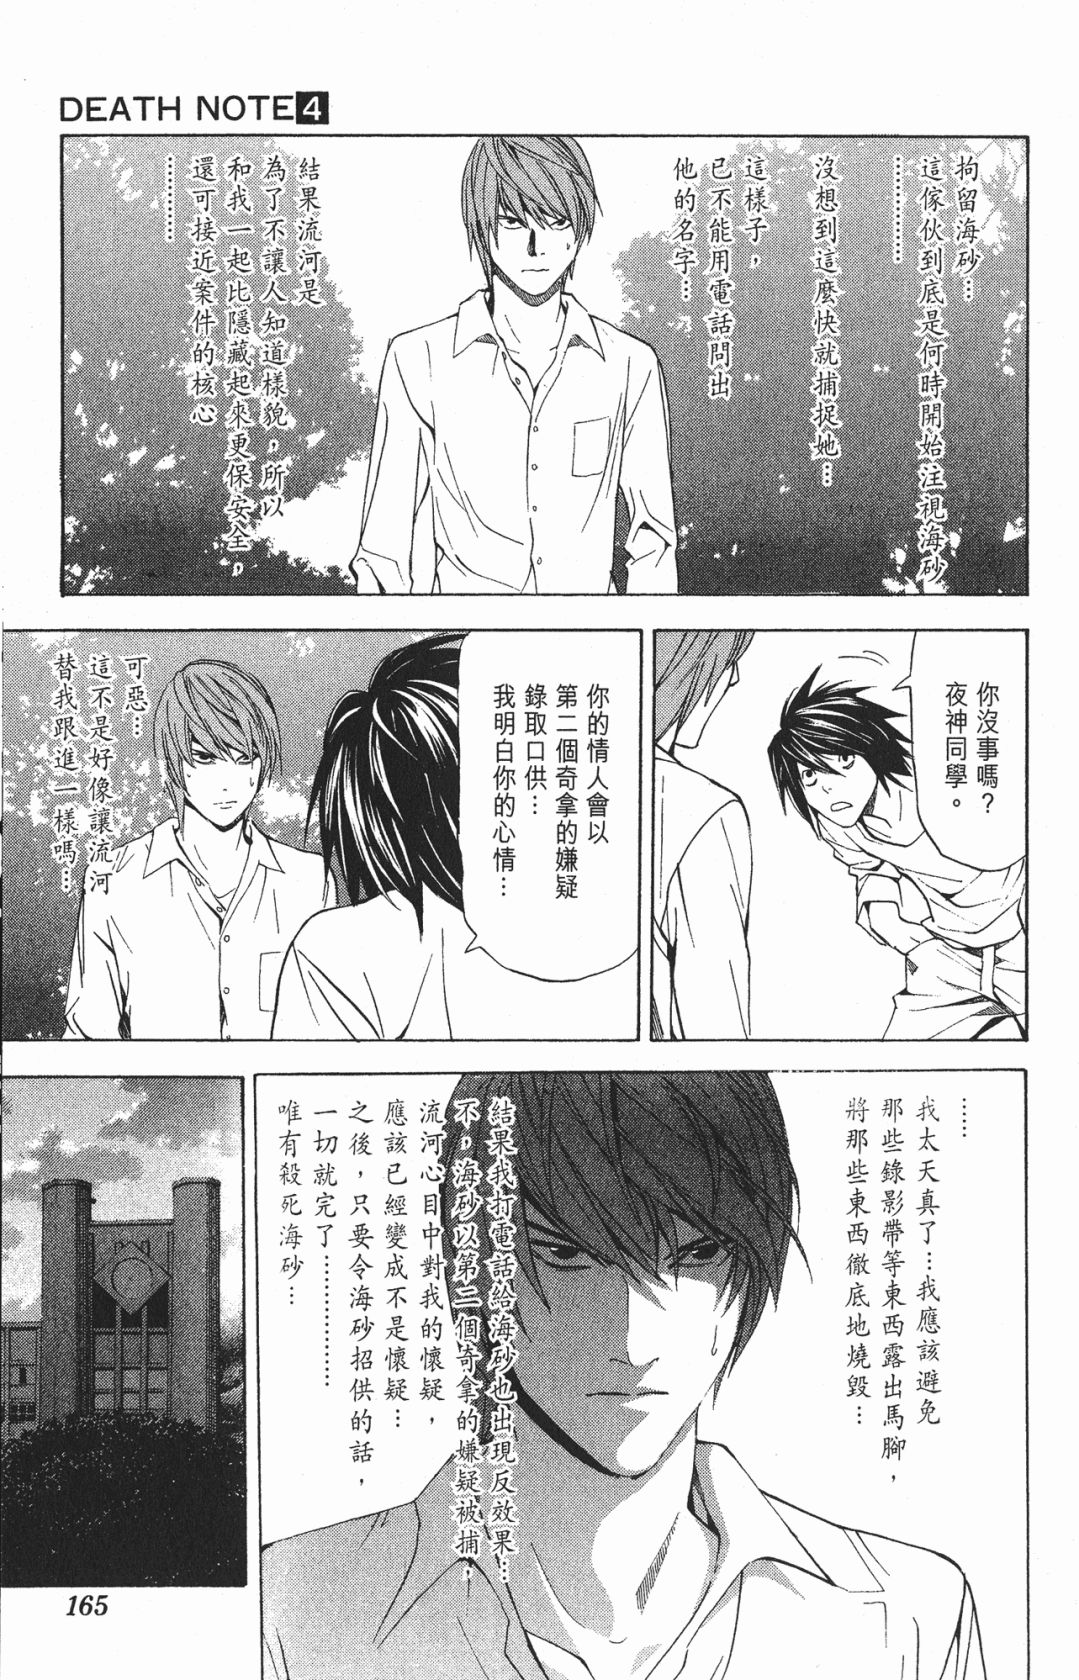 DEATH NOTE 4
拘留海砂…
這傢伙到底是何時開始注視海砂
…………
沒想到這麼快就捕捉她…
這樣子，
已不能用電話問出
他的名字…
結果流河是
為了不讓人知道樣貌，所以
和我一起比隱藏起來更保安全，
還可接近案件的核心
…………
你沒事嗎？
夜神同學。
你的情人會以
第二個奇拿的嫌疑
錄取口供…
我明白你的心情…
可惡…
這不是好像讓流河
替我跟進一樣嗎…
……
我太天真了…我應該避免
那些錄影帶等東西露出馬腳，
將那些東西徹底地燒毀…
結果我打電話給海砂也出現反效果…
不，海砂以第二個奇拿的嫌疑被捕，
流河心目中對我的懷疑，
應該已經變成不是懷疑…
之後，只要令海砂招供的話，
一切就完了…………
唯有殺死海砂…
165